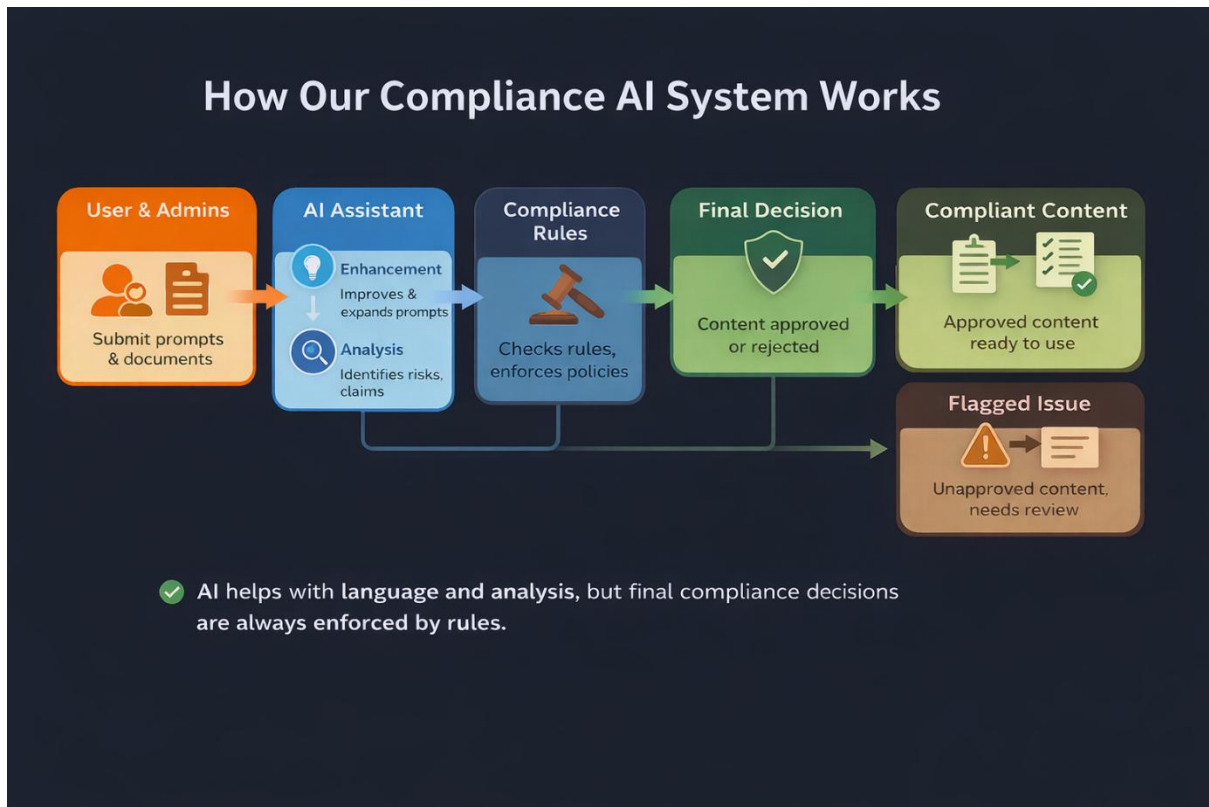 How Our Compliance AI System Works
User & Admins
Submit prompts
& documents
AI Assistant
Enhancement
Improves &
expands prompts
Analysis
Identifies risks,
claims
Compliance
Rules
Checks rules,
enforces policies
Final Decision
Content approved
or rejected
Compliant Content
Approved content
ready to use
Flagged Issue
Unapproved content,
needs review
AI helps with language and analysis, but final compliance decisions
are always enforced by rules.